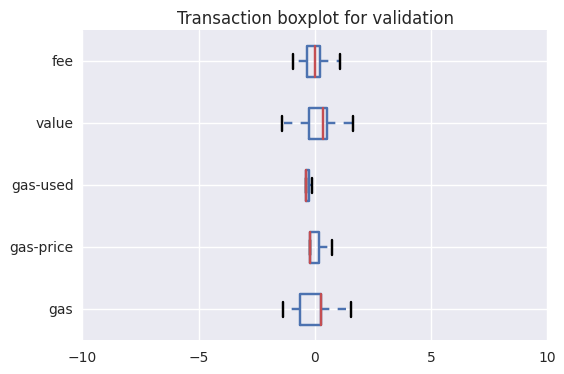 Transaction boxplot for validation
fee
value
gas-used
gas-price
gas
−10
−5
0
5
10